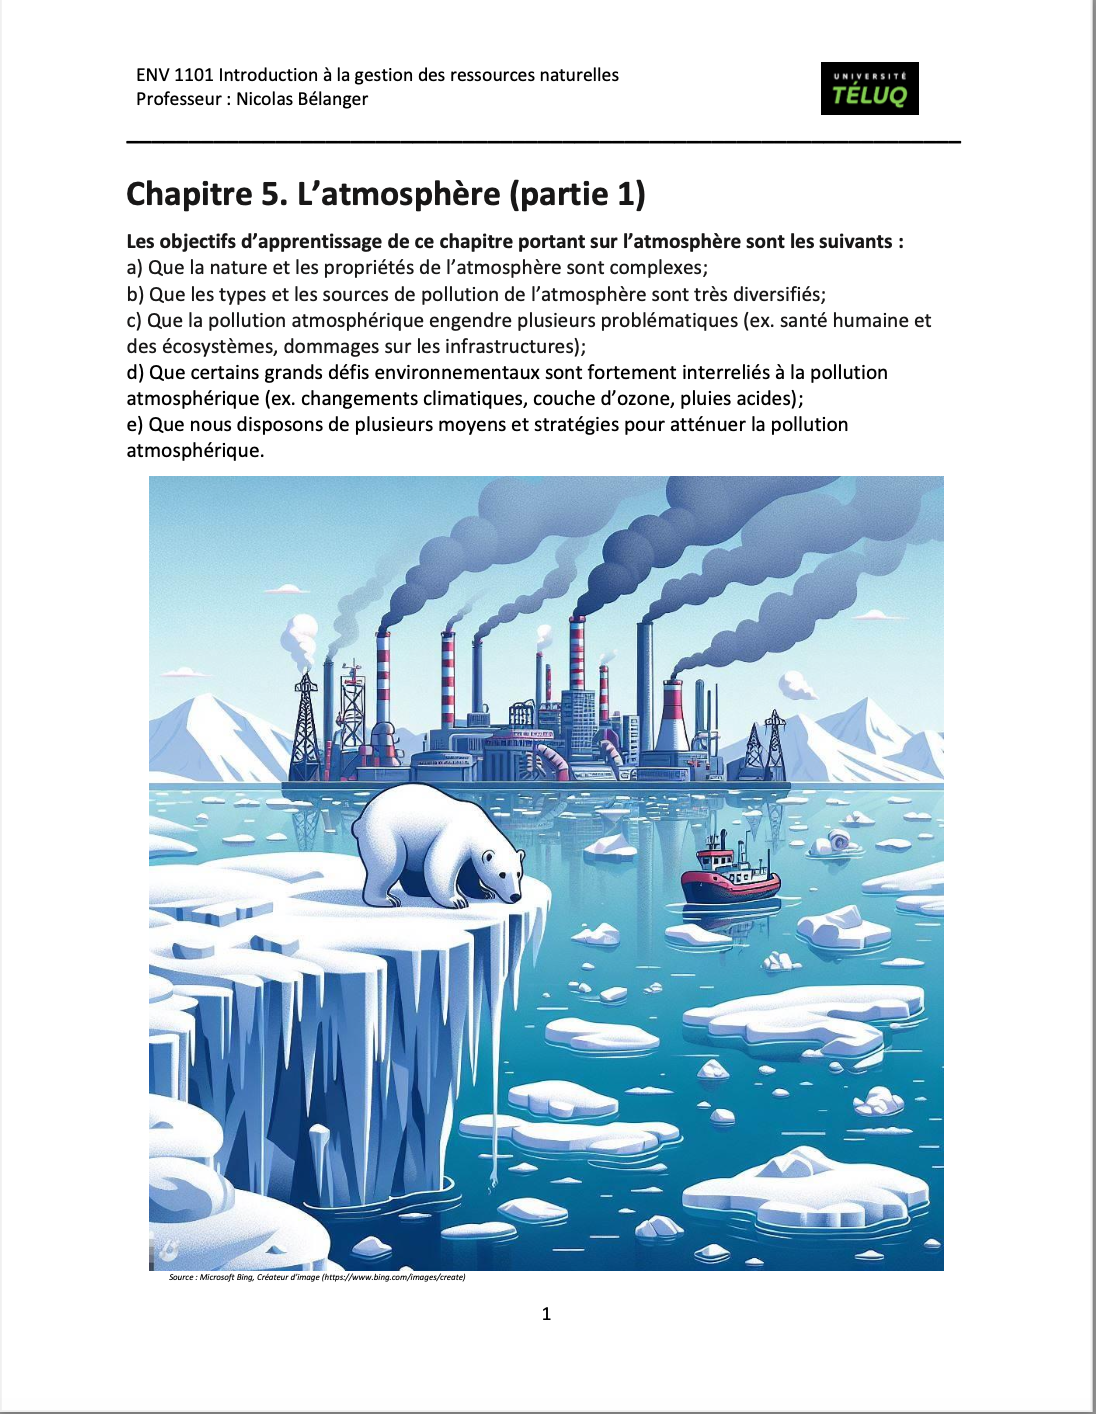 ENV 1101 Introduction à la gestion des ressources naturelles
Professeur : Nicolas Bélanger
UNIVERSITÉ
TÉLUQ
Chapitre 5. L’atmosphère (partie 1)
Les objectifs d’apprentissage de ce chapitre portant sur l’atmosphère sont les suivants :
a) Que la nature et les propriétés de l’atmosphère sont complexes;
b) Que les types et les sources de pollution de l’atmosphère sont très diversifiés;
c) Que la pollution atmosphérique engendre plusieurs problématiques (ex. santé humaine et
des écosystèmes, dommages sur les infrastructures);
d) Que certains grands défis environnementaux sont fortement interreliés à la pollution
atmosphérique (ex. changements climatiques, couche d’ozone, pluies acides);
e) Que nous disposons de plusieurs moyens et stratégies pour atténuer la pollution
atmosphérique.
Source : Microsoft Bing, Créateur d’image (https://www.bing.com/images/create)
1